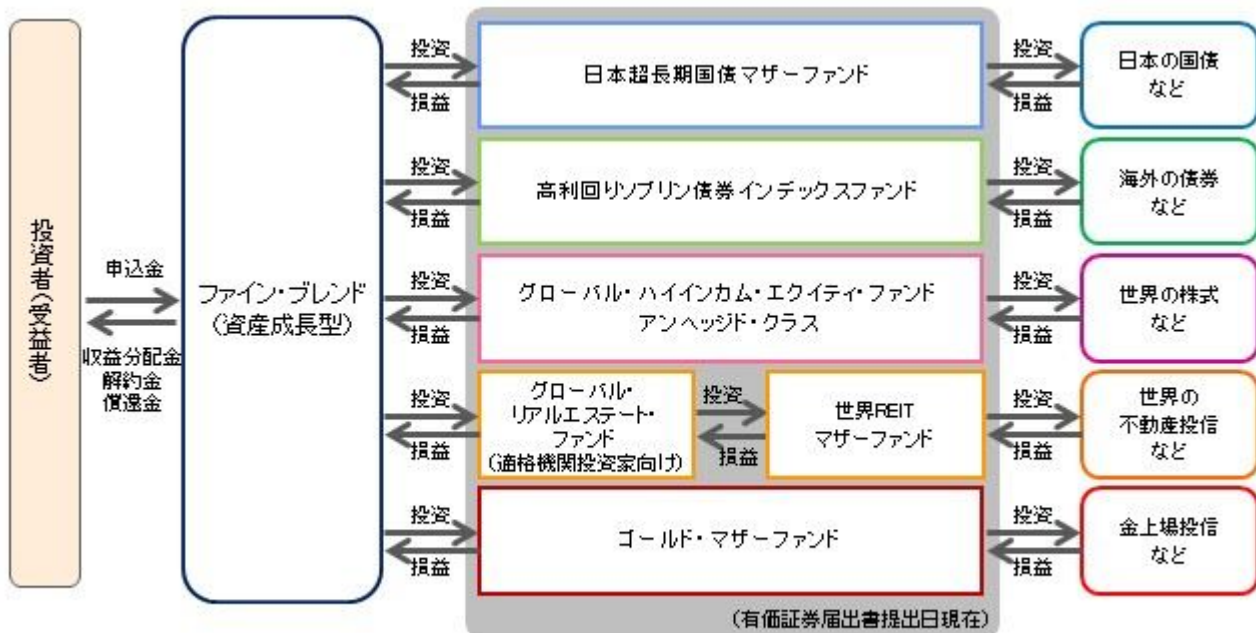 投資者(受益者)
申込金
収益分配金
解約金
償還金
ファイン・ブレンド
(資産成長型)
投資
損益
日本超長期国債マザーファンド
投資
損益
日本の国債
など
投資
損益
高利回りソブリン債券インデックスファンド
投資
損益
海外の債券
など
投資
損益
グローバル・ハイインカム・エクイティ・ファンド
アンヘッジド・クラス
投資
損益
世界の株式
など
投資
損益
グローバル・
リアルエステート・
ファンド
(適格機関投資家向け)
投資
損益
世界REIT
マザーファンド
投資
損益
世界の
不動産投信
など
投資
損益
ゴールド・マザーファンド
投資
損益
金上場投信
など
(有価証券届出書提出日現在)